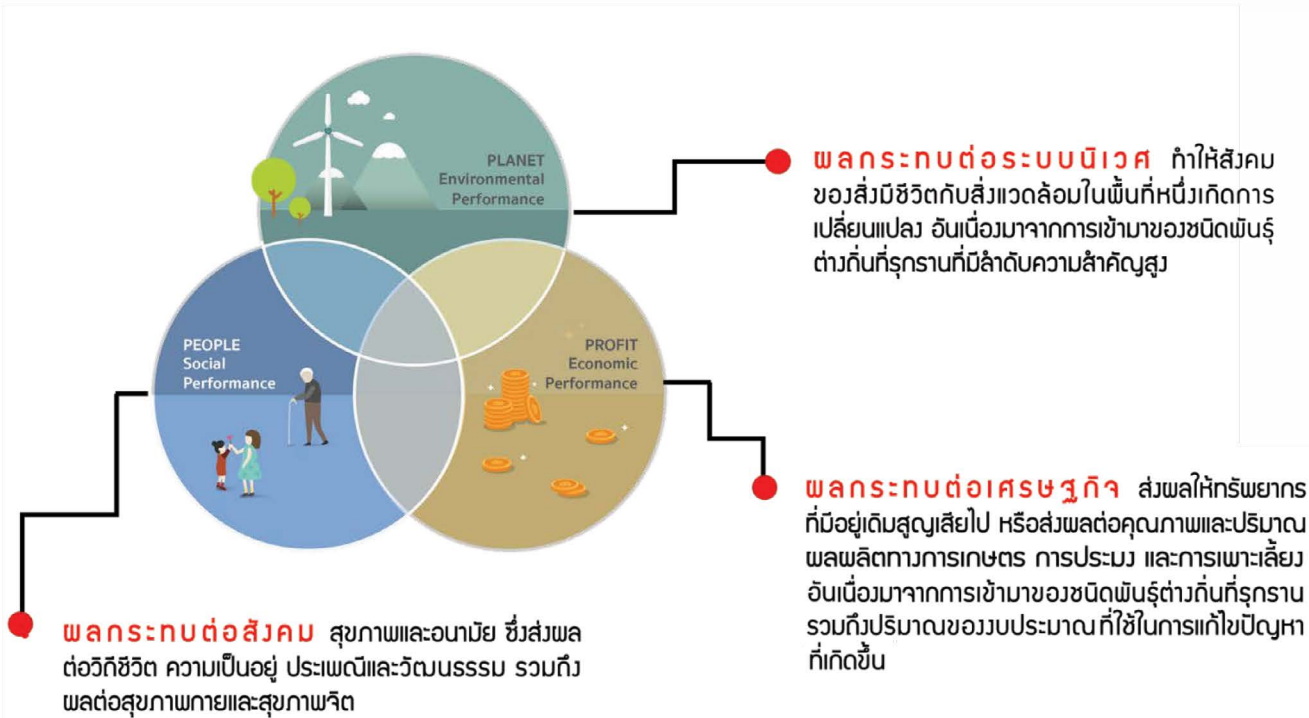 PLANET
Environmental
Performance
PEOPLE
Social
Performance
PROFIT
Economic
Performance
ผลกระทบต่อระบบนิเวศ ทำให้สังคม
ของสิ่งมีชีวิตกับสิ่งแวดล้อมในพื้นที่หนึ่งเกิดการ
เปลี่ยนแปลง อันเนื่องมาจากการเข้ามาของชนิดพันธุ์
ต่างถิ่นที่รุกรานที่มีลำดับความสำคัญสูง
ผลกระทบต่อเศรษฐกิจ ส่งผลให้ทรัพยากร
ที่มีอยู่เดิมสูญเสียไป หรือส่งผลต่อคุณภาพและปริมาณ
ผลผลิตทางการเกษตร การประมง และการเพาะเลี้ยง
อันเนื่องมาจากการเข้ามาของชนิดพันธุ์ต่างถิ่นที่รุกราน
รวมถึงปริมาณของงบประมาณที่ใช้ในการแก้ไขปัญหา
ที่เกิดขึ้น
ผลกระทบต่อสังคม สุขภาพและอนามัย ซึ่งส่งผล
ต่อวิถีชีวิต ความเป็นอยู่ ประเพณีและวัฒนธรรม รวมถึง
ผลต่อสุขภาพกายและสุขภาพจิต